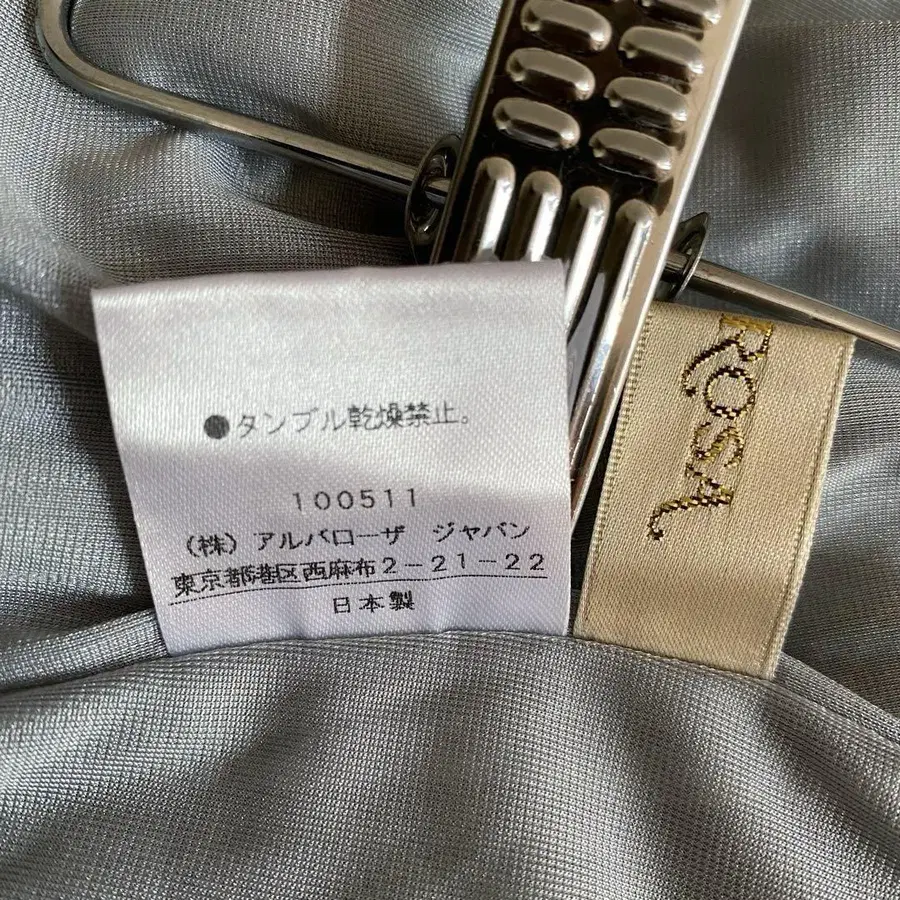 ●タンブル乾燥禁止。
100511
(株) アルバローザ ジャパン
東京都港区西麻布2-21-22
日本製
ROSA